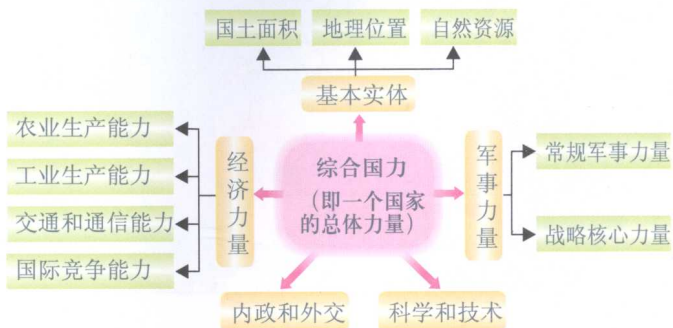 国土面积
地理位置
自然资源
基本实体
农业生产能力
工业生产能力
交通和通信能力
国际竞争能力
经济力量
综合国力
(即一个国家
的总体力量)
军事力量
常规军事力量
战略核心力量
内政和外交
科学和技术